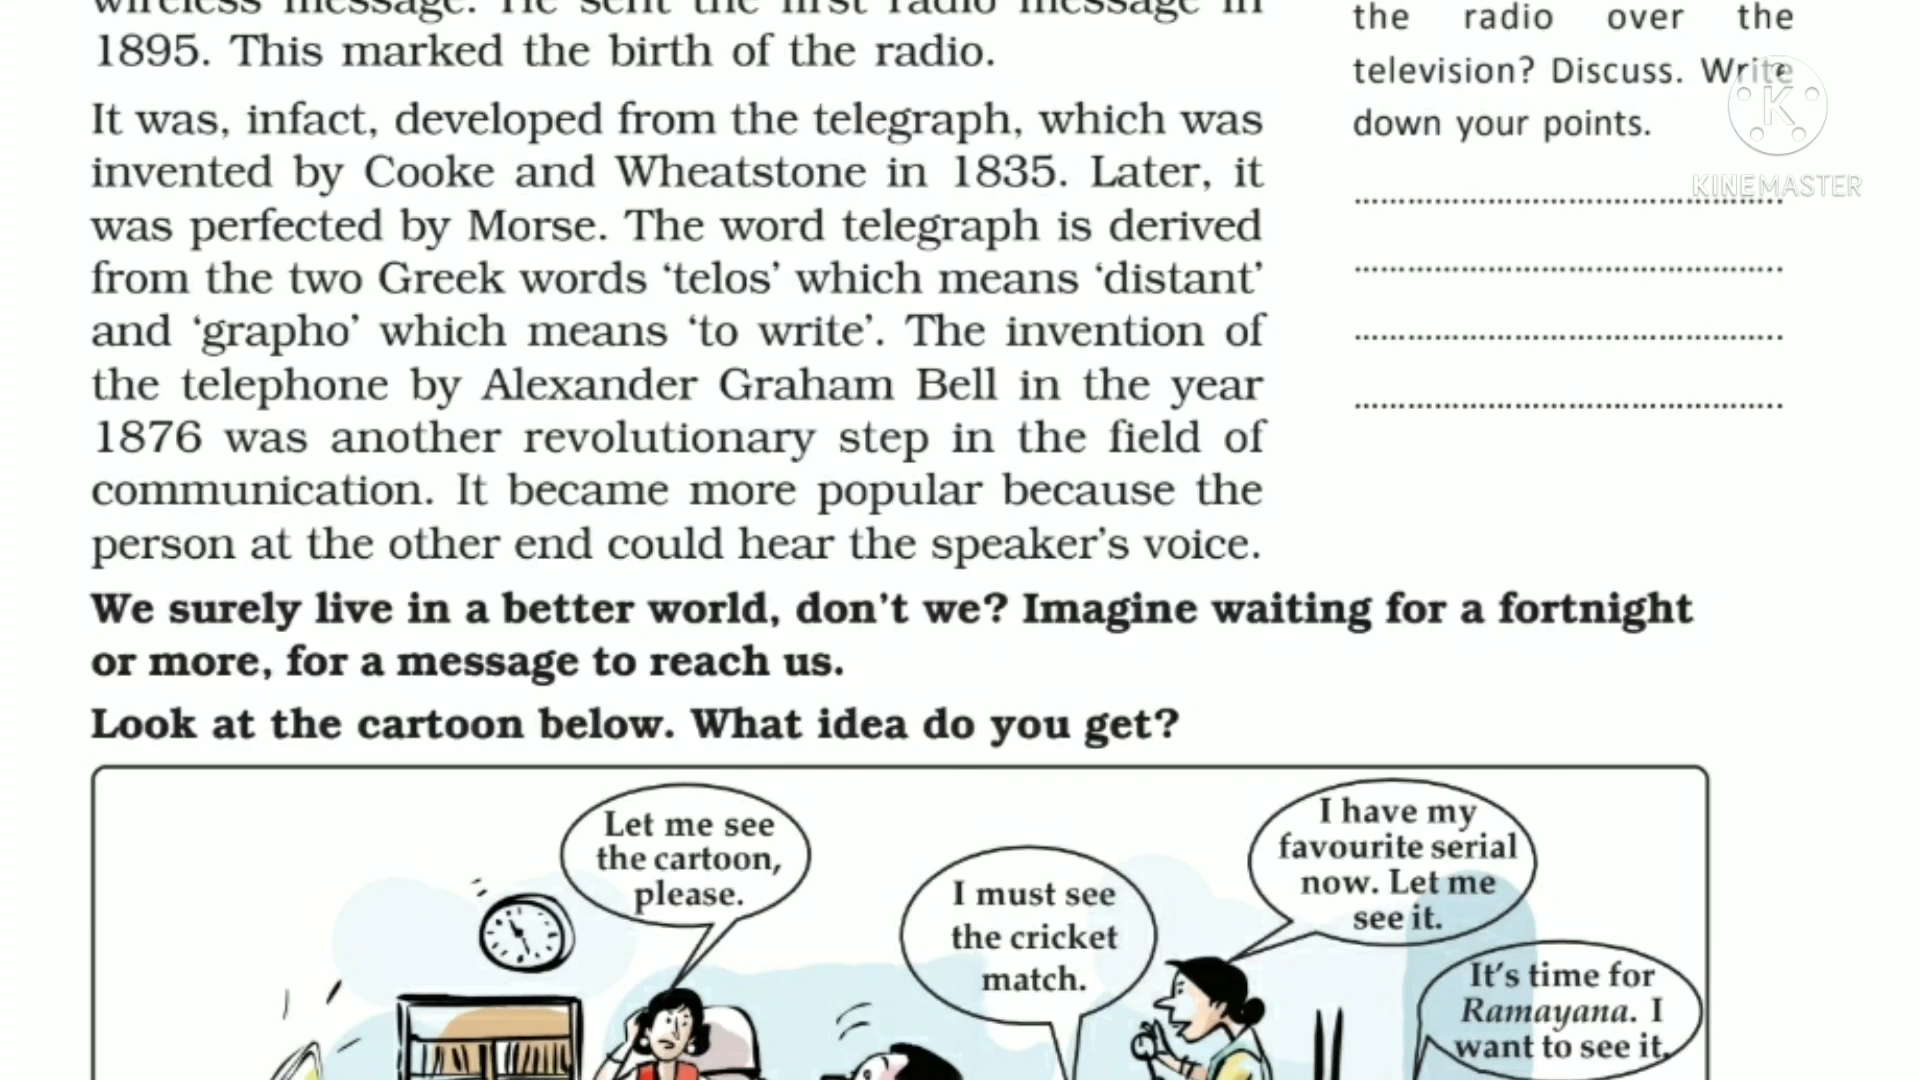 wireless message. He sent the first radio message in
1895. This marked the birth of the radio.
It was, infact, developed from the telegraph, which was
invented by Cooke and Wheatstone in 1835. Later, it
was perfected by Morse. The word telegraph is derived
from the two Greek words ‘telos’ which means ‘distant’
and ‘grapho’ which means ‘to write’. The invention of
the telephone by Alexander Graham Bell in the year
1876 was another revolutionary step in the field of
communication. It became more popular because the
person at the other end could hear the speaker’s voice.
the radio over the
television? Discuss. Write
down your points.
K
KINEMASTER
We surely live in a better world, don’t we? Imagine waiting for a fortnight
or more, for a message to reach us.
Look at the cartoon below. What idea do you get?
Let me see
the cartoon,
please.
I must see
the cricket
match.
I have my
favourite serial
now. Let me
see it.
It’s time for
Ramayana. I
want to see it.